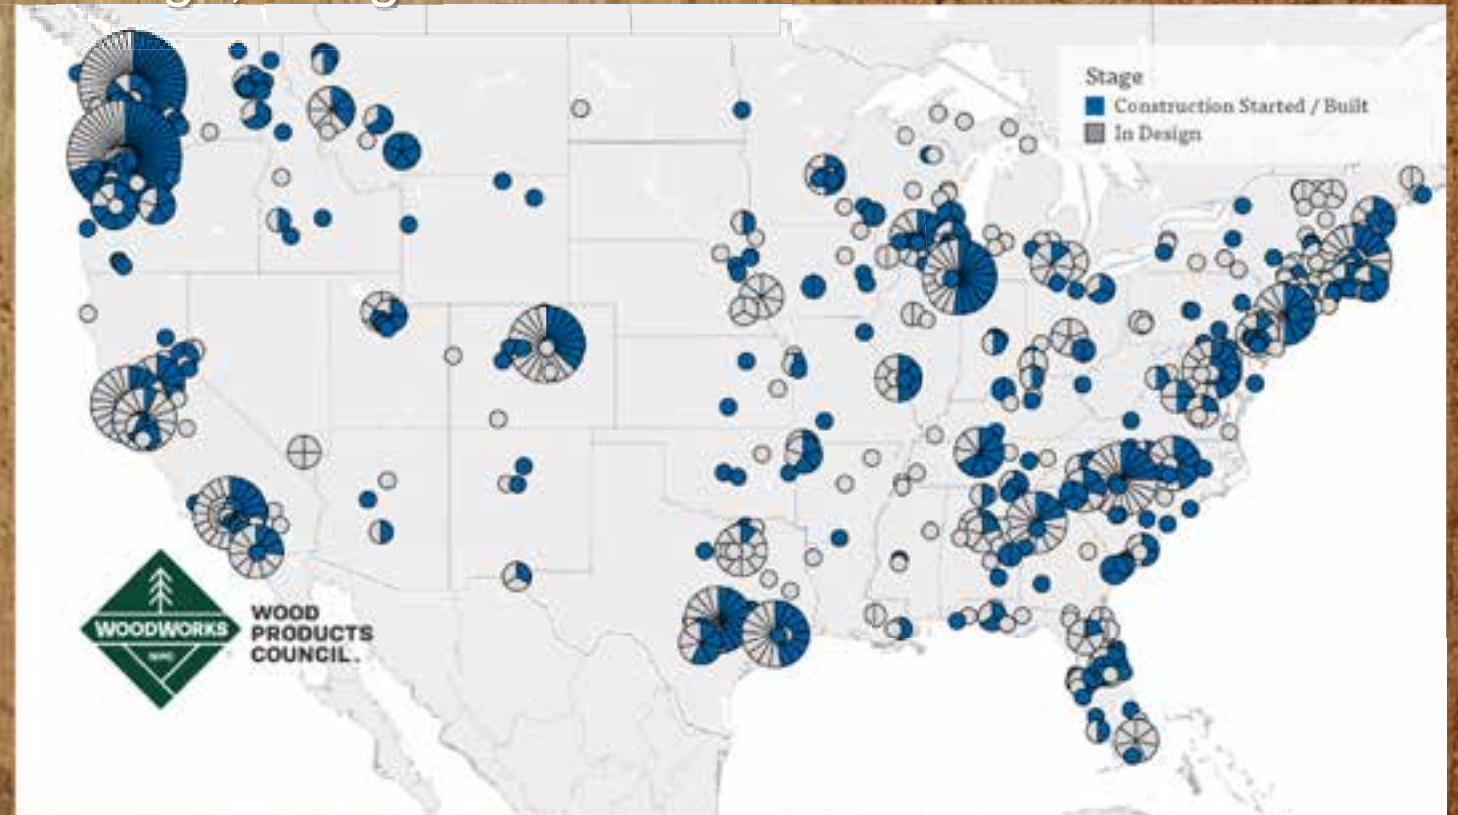 Stage
Construction Started / Built
In Design
WOODWORKS
WOOD
PRODUCTS
COUNCIL.